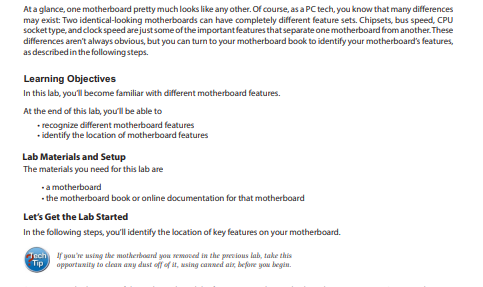 At a glance, one motherboard pretty much looks like any other. Of course, as a PC tech, you know that many differences
may exist: Two identical-looking motherboards can have completely different feature sets. Chipsets, bus speed, CPU
socket type, and clock speed are just some of the important features that separate one motherboard from another. These
differences aren't always obvious, but you can turn to your motherboard book to identify your motherboard's features,
as described in the following steps.
Learning Objectives
In this lab, you'll become familiar with different motherboard features.
At the end of this lab, you'll be able to
• recognize different motherboard features
• identify the location of motherboard features
Lab Materials and Setup
The materials you need for this lab are
• a motherboard
• the motherboard book or online documentation for that motherboard
Let's Get the Lab Started
In the following steps, you'll identify the location of key features on your motherboard.
Tech
Tip
If you're using the motherboard you removed in the previous lab, take this
opportunity to clean any dust off of it, using canned air, before you begin.